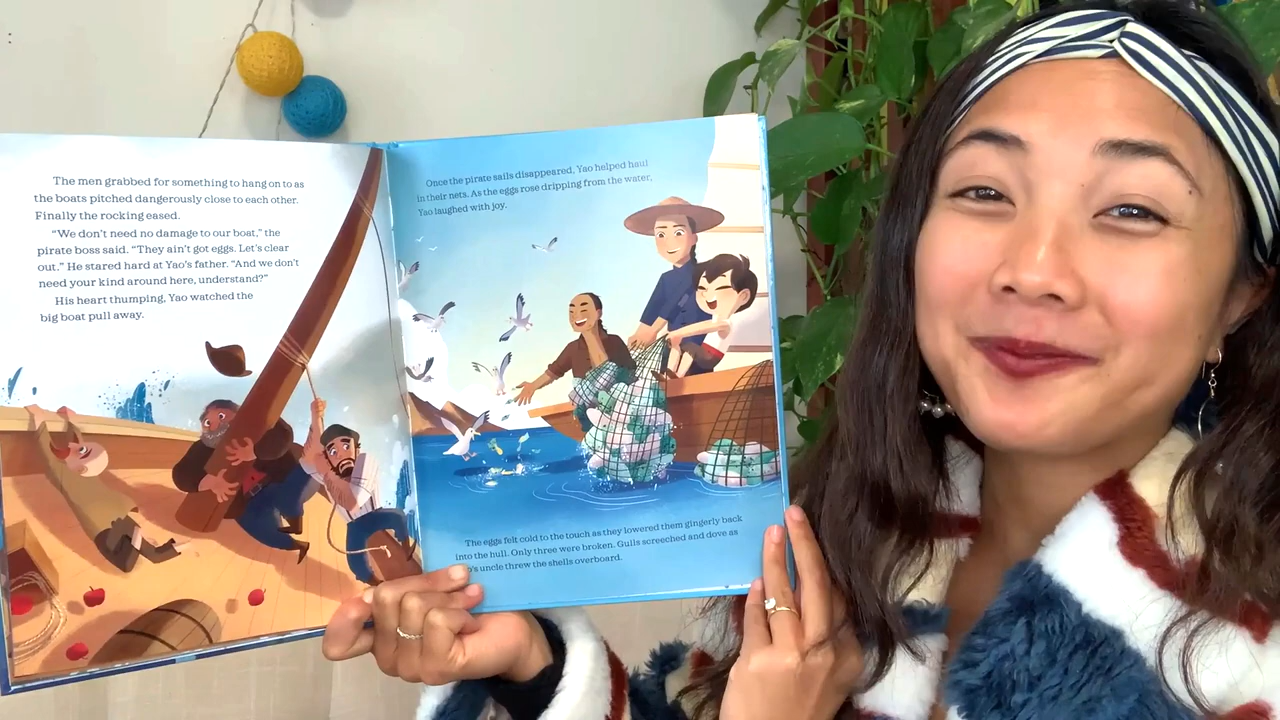 The men grabbed for something to hang on to as
the boats pitched dangerously close to each other.
Finally the rocking eased.
"We don't need no damage to our boat," the
pirate boss said. "They ain't got eggs. Let's clear
out." He stared hard at Yao's father. "And we don't
need your kind around here, understand?"
His heart thumping, Yao watched the
big boat pull away.
Once the pirate sails disappeared, Yao helped haul
in their nets. As the eggs rose dripping from the water,
Yao laughed with joy.
The eggs felt cold to the touch as they lowered them gingerly back
into the hull. Only three were broken. Gulls screeched and dove as
uncle threw the shells overboard.